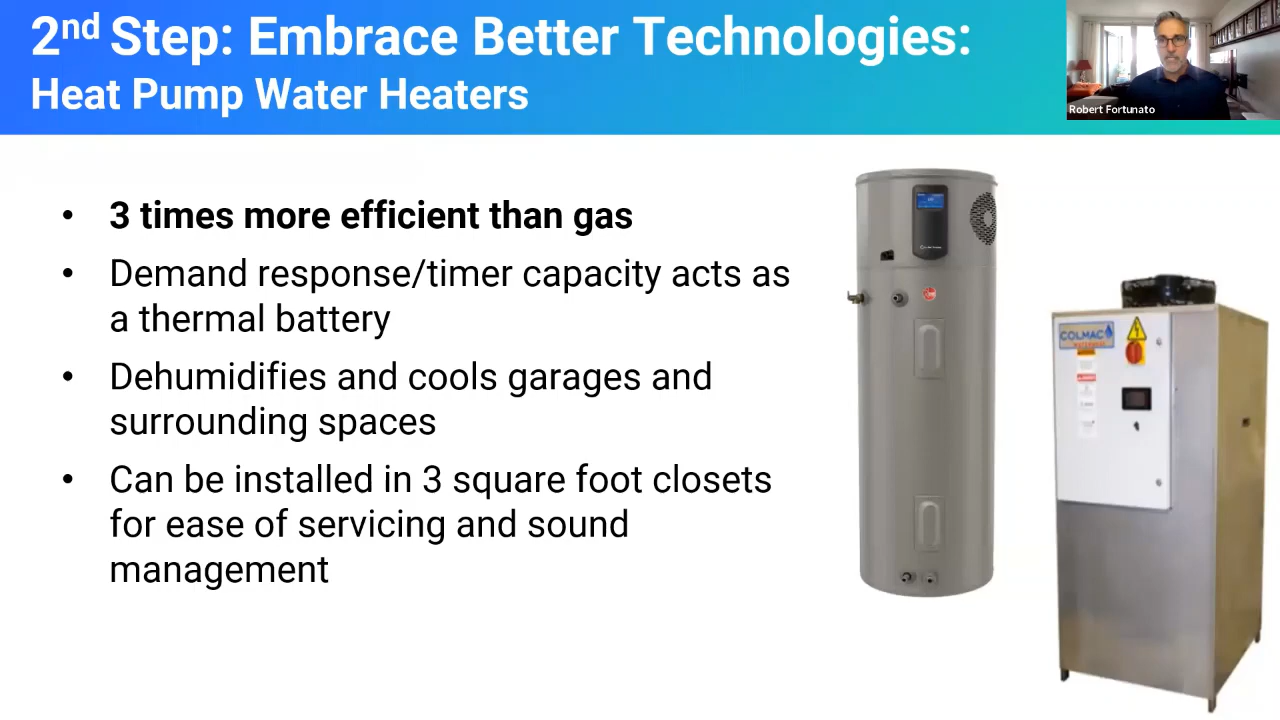 2nd Step: Embrace Better Technologies:
Heat Pump Water Heaters
Robert Fortunato
• 3 times more efficient than gas
• Demand response/timer capacity acts as
a thermal battery
• Dehumidifies and cools garages and
surrounding spaces
• Can be installed in 3 square foot closets
for ease of servicing and sound
management
COLMAC